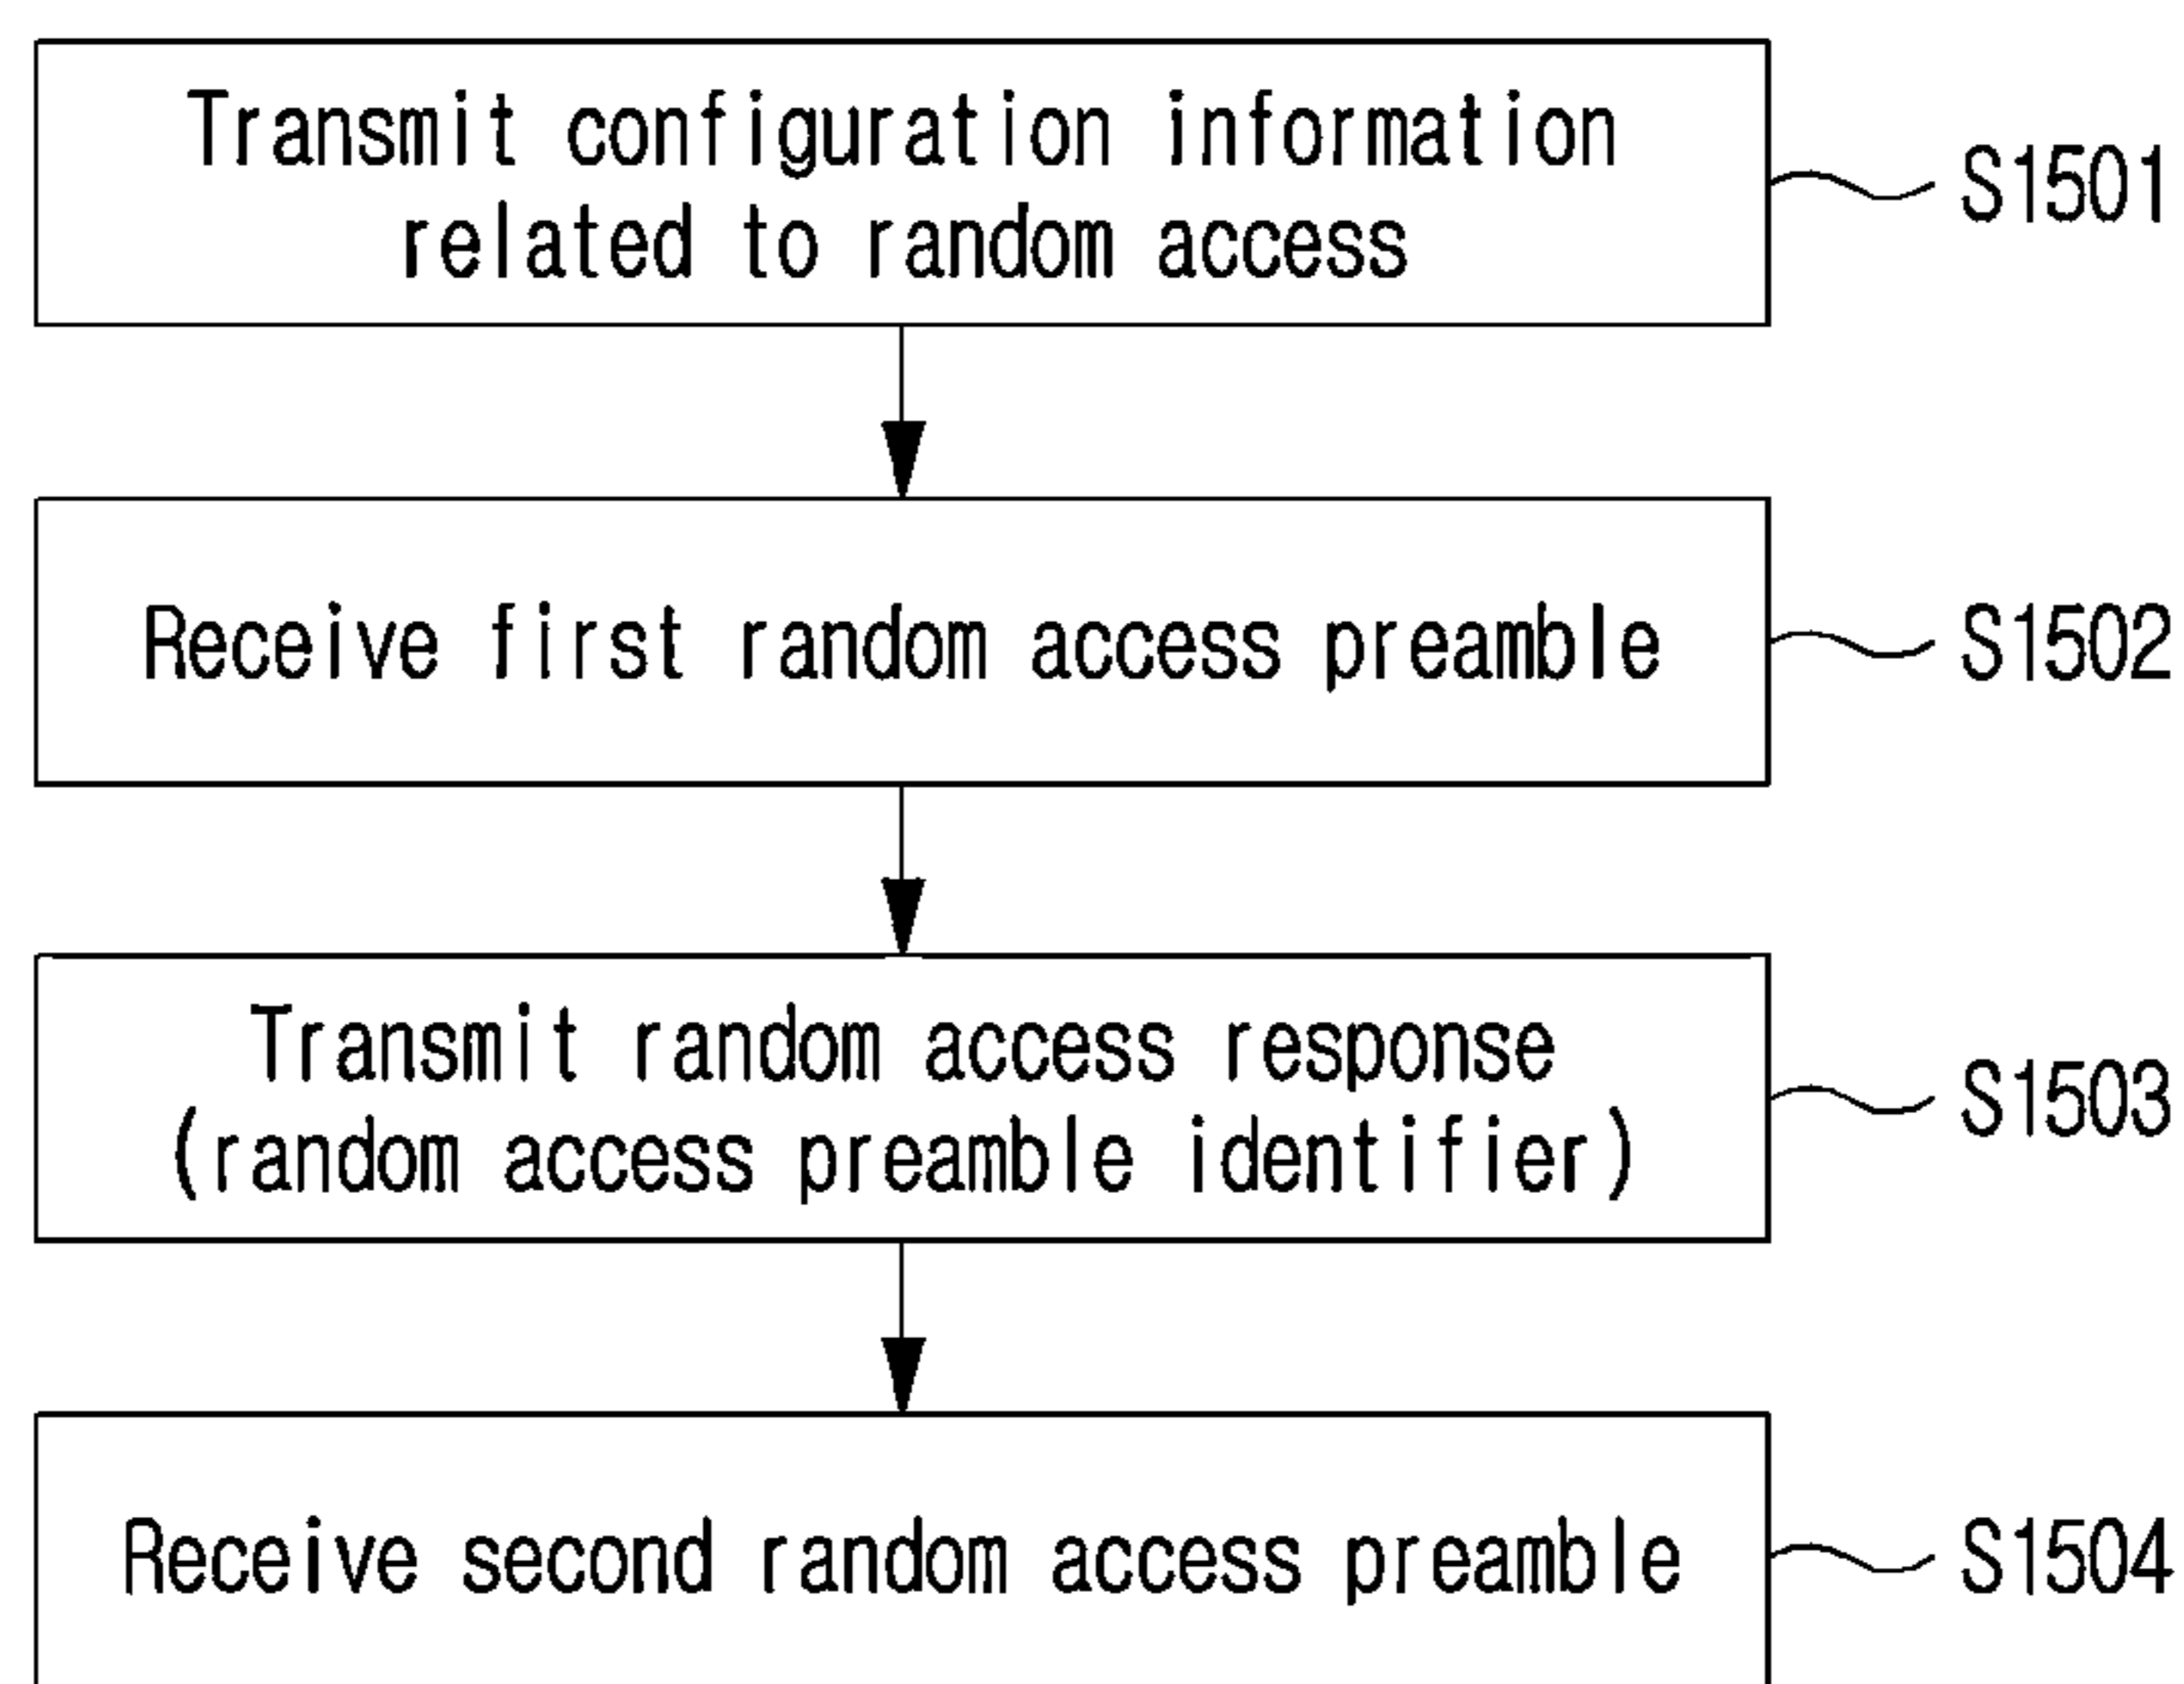 Transmit configuration information
related to random access
S1501
Receive first random access preamble
S1502
Transmit random access response
(random access preamble identifier)
S1503
Receive second random access preamble
S1504